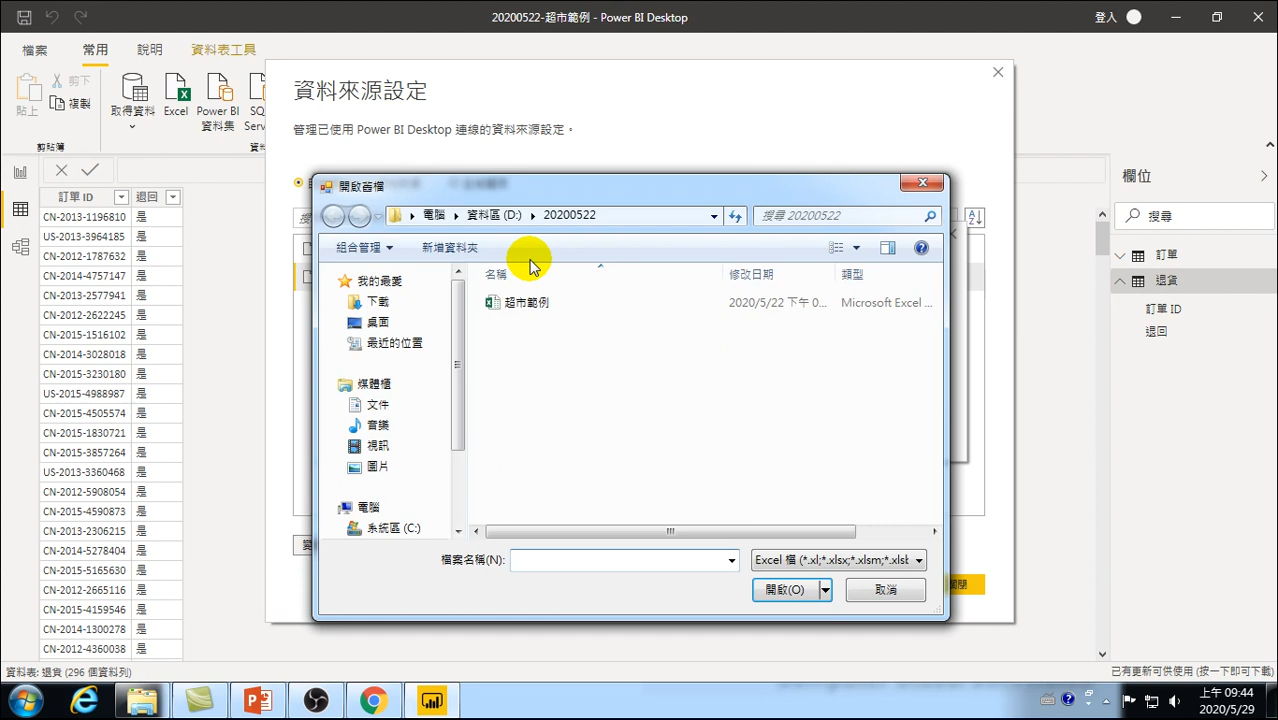 20200522-超市範例 - Power BI Desktop
登入
檔案
常用
說明
資料表工具
貼上
剪下
複製
剪貼簿
取得資料
Excel
Power BI
資料集
資料來源設定
管理已使用 Power BI Desktop 連線的資料來源設定。
開啟舊檔
電腦
資料區 (D:)
20200522
搜尋 20200522
組合管理
新增資料夾
我的最愛
下載
桌面
最近的位置
媒體櫃
文件
音樂
視訊
圖片
電腦
系統區 (C:)
名稱
修改日期
類型
超市範例
2020/5/22 下午 0...
Microsoft Excel ...
檔案名稱(N):
Excel 檔 (*.xl;*.xlsx;*.xlsm;*.xlsb
開啟(O)
取消
訂單 ID
退回
CN-2013-1196810 是
US-2013-3964185 是
CN-2012-1787632 是
CN-2014-4757147 是
CN-2013-2577941 是
CN-2012-2622245 是
CN-2015-1516102 是
CN-2014-3028018 是
CN-2015-3230180 是
US-2015-4988987 是
CN-2015-4505574 是
CN-2015-1830721 是
CN-2015-3857264 是
US-2013-3360468 是
CN-2012-5908054 是
CN-2015-4590873 是
CN-2013-2306215 是
CN-2014-5278404 是
CN-2015-5165630 是
CN-2012-2665116 是
CN-2015-4159546 是
CN-2014-1300278 是
CN-2012-4360038 是
欄位
搜尋
訂單
退貨
訂單 ID
退回
資料表: 退貨 (296 個資料列)
已有更新可供使用 (按一下即可下載)
上午 09:44
2020/5/29